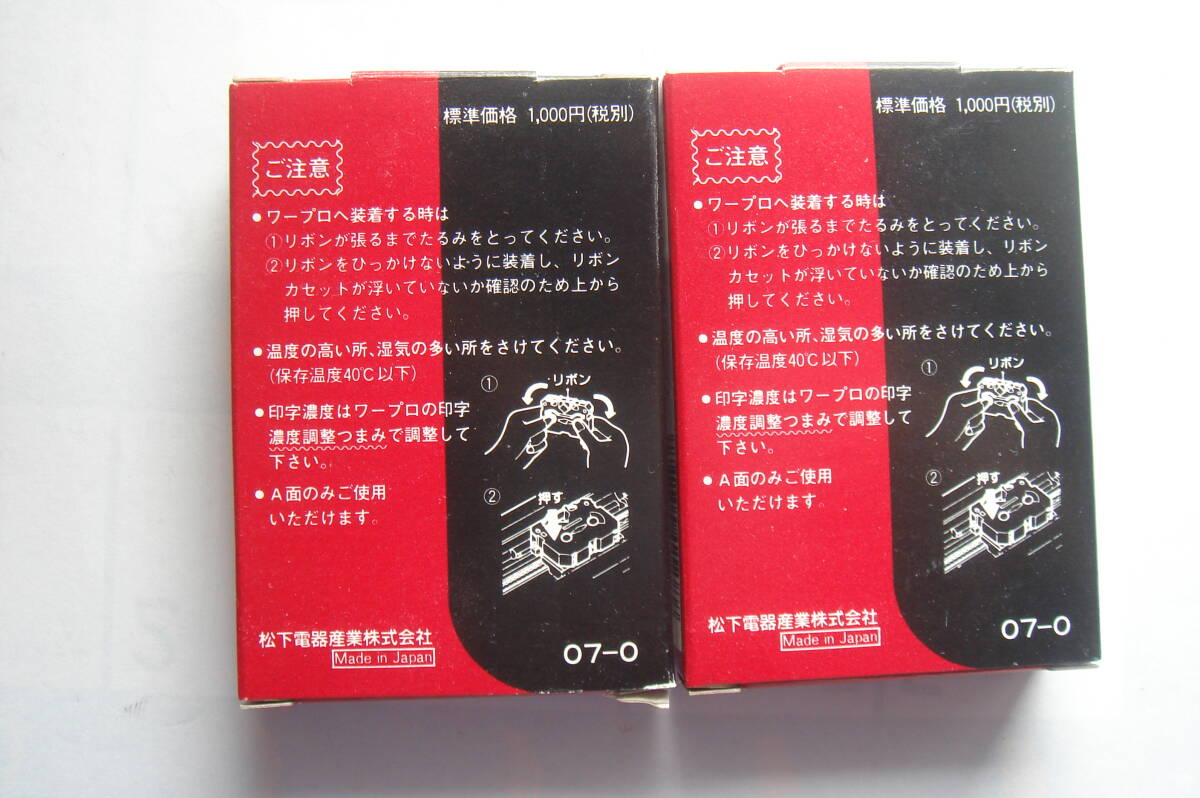 標準価格 1,000円(税別)
ご注意
●ワープロへ装着する時は
①リボンが張るまでたるみをとってください。
②リボンをひっかけないように装着し、リボン
カセットが浮いていないか確認のため上から
押してください。
●温度の高い所、湿気の多い所をさけてください。
(保存温度40℃以下)
●印字濃度はワープロの印字
濃度調整つまみで調整して
下さい。
●A面のみご使用
いただけます。
①
リボン
②
押す
松下電器産業株式会社
Made in Japan
07-0
標準価格 1,000円(税別)
ご注意
●ワープロへ装着する時は
①リボンが張るまでたるみをとってください。
②リボンをひっかけないように装着し、リボン
カセットが浮いていないか確認のため上から
押してください。
●温度の高い所、湿気の多い所をさけてください。
(保存温度40℃以下)
●印字濃度はワープロの印字
濃度調整つまみで調整して
下さい。
●A面のみご使用
いただけます。
①
リボン
②
押す
松下電器産業株式会社
Made in Japan
07-0